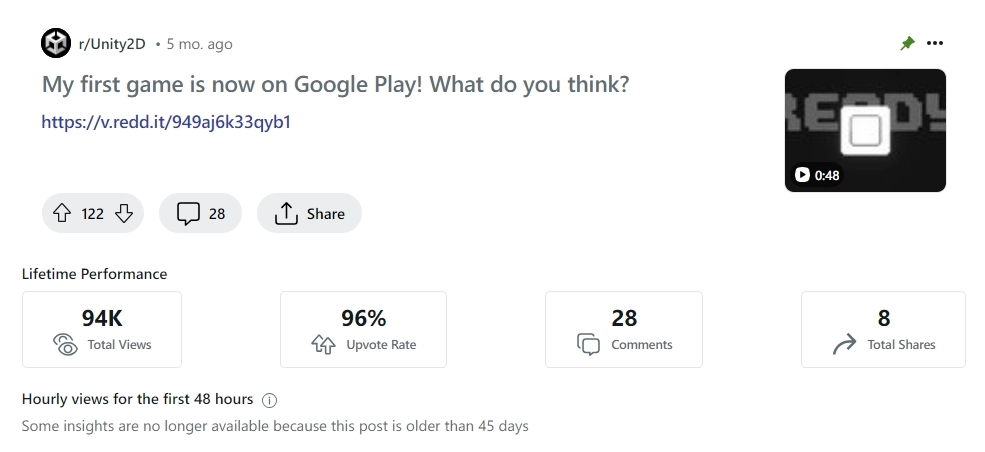 r/Unity2D • 5 mo. ago
My first game is now on Google Play! What do you think?
https://v.redd.it/949aj6k33qyb1
READY
0:48
122
28
Share
Lifetime Performance
94K
Total Views
96%
Upvote Rate
28
Comments
8
Total Shares
Hourly views for the first 48 hours
Some insights are no longer available because this post is older than 45 days